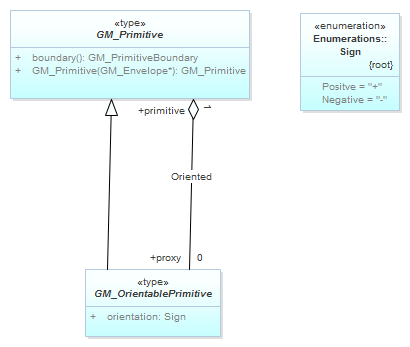 «type»
GM_Primitive
+ boundary(): GM_PrimitiveBoundary
+ GM_Primitive(GM_Envelope*): GM_Primitive
«enumeration»
Enumerations::
Sign
{root}
Positve = "+"
Negative = "-"
+primitive 1
Oriented
+proxy 0
«type»
GM_OrientablePrimitive
+ orientation: Sign